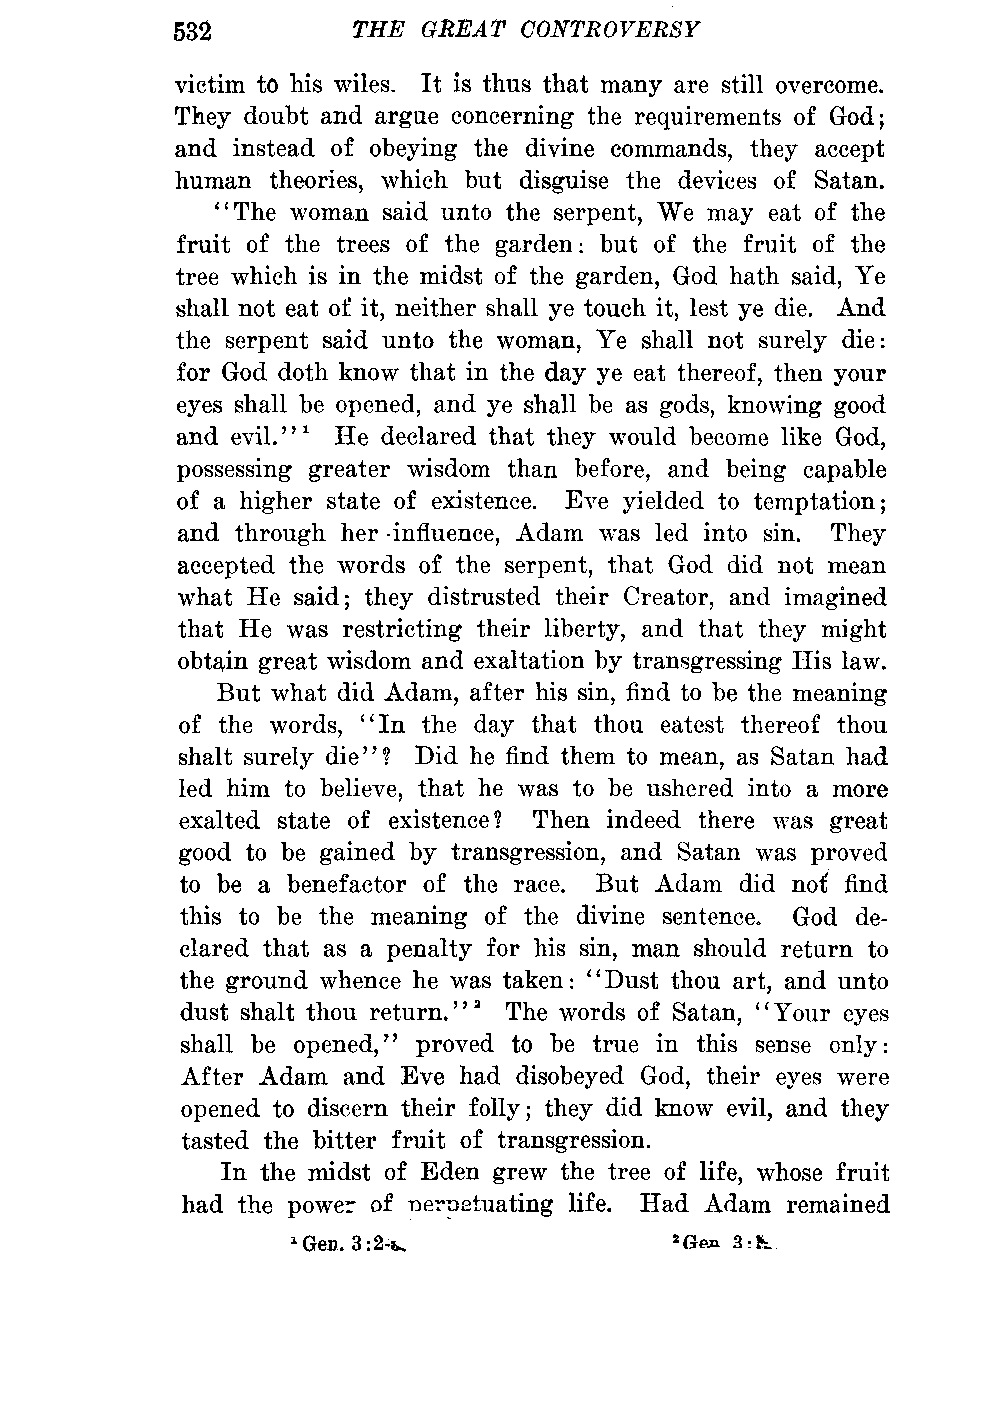 532 THE GREAT CONTROVERSY
victim to his wiles. It is thus that many are still overcome.
They doubt and argue concerning the requirements of God;
and instead of obeying the divine commands, they accept
human theories, which but disguise the devices of Satan.
"The woman said unto the serpent, We may eat of the
fruit of the trees of the garden: but of the fruit of the
tree which is in the midst of the garden, God hath said, Ye
shall not eat of it, neither shall ye touch it, lest ye die. And
the serpent said unto the woman, Ye shall not surely die:
for God doth know that in the day ye eat thereof, then your
eyes shall be opened, and ye shall be as gods, knowing good
and evil."¹ He declared that they would become like God,
possessing greater wisdom than before, and being capable
of a higher state of existence. Eve yielded to temptation;
and through her influence, Adam was led into sin. They
accepted the words of the serpent, that God did not mean
what He said; they distrusted their Creator, and imagined
that He was restricting their liberty, and that they might
obtain great wisdom and exaltation by transgressing His law.
But what did Adam, after his sin, find to be the meaning
of the words, "In the day that thou eatest thereof thou
shalt surely die"? Did he find them to mean, as Satan had
led him to believe, that he was to be ushered into a more
exalted state of existence? Then indeed there was great
good to be gained by transgression, and Satan was proved
to be a benefactor of the race. But Adam did not find
this to be the meaning of the divine sentence. God de-
clared that as a penalty for his sin, man should return to
the ground whence he was taken: "Dust thou art, and unto
dust shalt thou return."² The words of Satan, "Your eyes
shall be opened," proved to be true in this sense only:
After Adam and Eve had disobeyed God, their eyes were
opened to discern their folly; they did know evil, and they
tasted the bitter fruit of transgression.
In the midst of Eden grew the tree of life, whose fruit
had the power of perpetuating life. Had Adam remained
¹ Gen. 3:2- ² Gen 3: